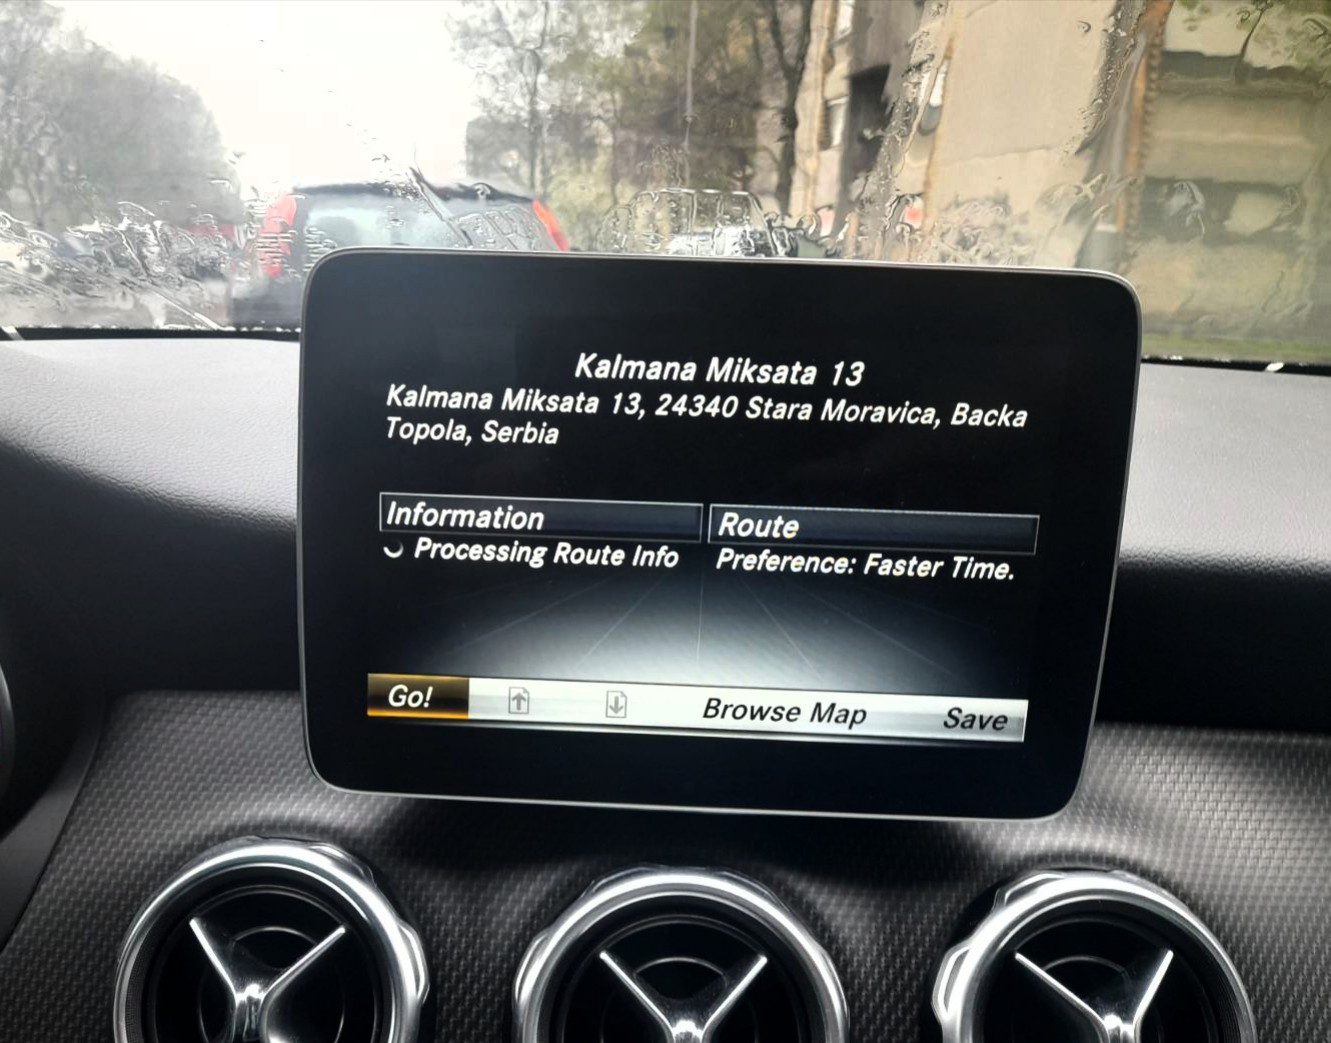 Kalmana Miksata 13
Kalmana Miksata 13, 24340 Stara Moravica, Backa
Topola, Serbia
Information
Route
Processing Route Info
Preference: Faster Time.
Go!
Browse Map
Save